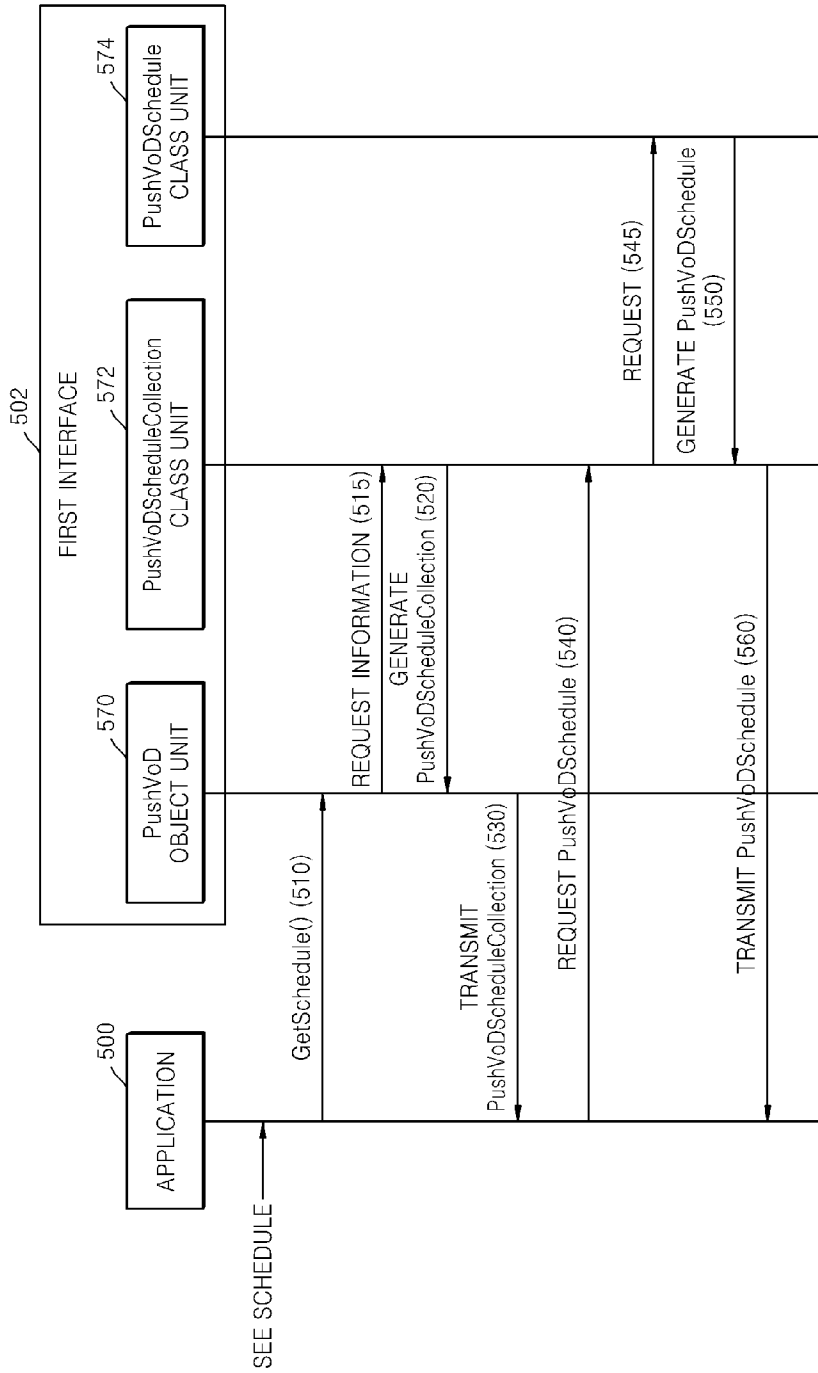 502
FIRST INTERFACE
500
APPLICATION
570
PushVoD
OBJECT UNIT
572
PushVoDScheduleCollection
CLASS UNIT
574
PushVoDSchedule
CLASS UNIT
SEE SCHEDULE
GetSchedule() (510)
REQUEST INFORMATION (515)
GENERATE
PushVoDScheduleCollection (520)
TRANSMIT
PushVoDScheduleCollection (530)
REQUEST PushVoDSchedule (540)
REQUEST (545)
GENERATE PushVoDSchedule
(550)
TRANSMIT PushVoDSchedule (560)